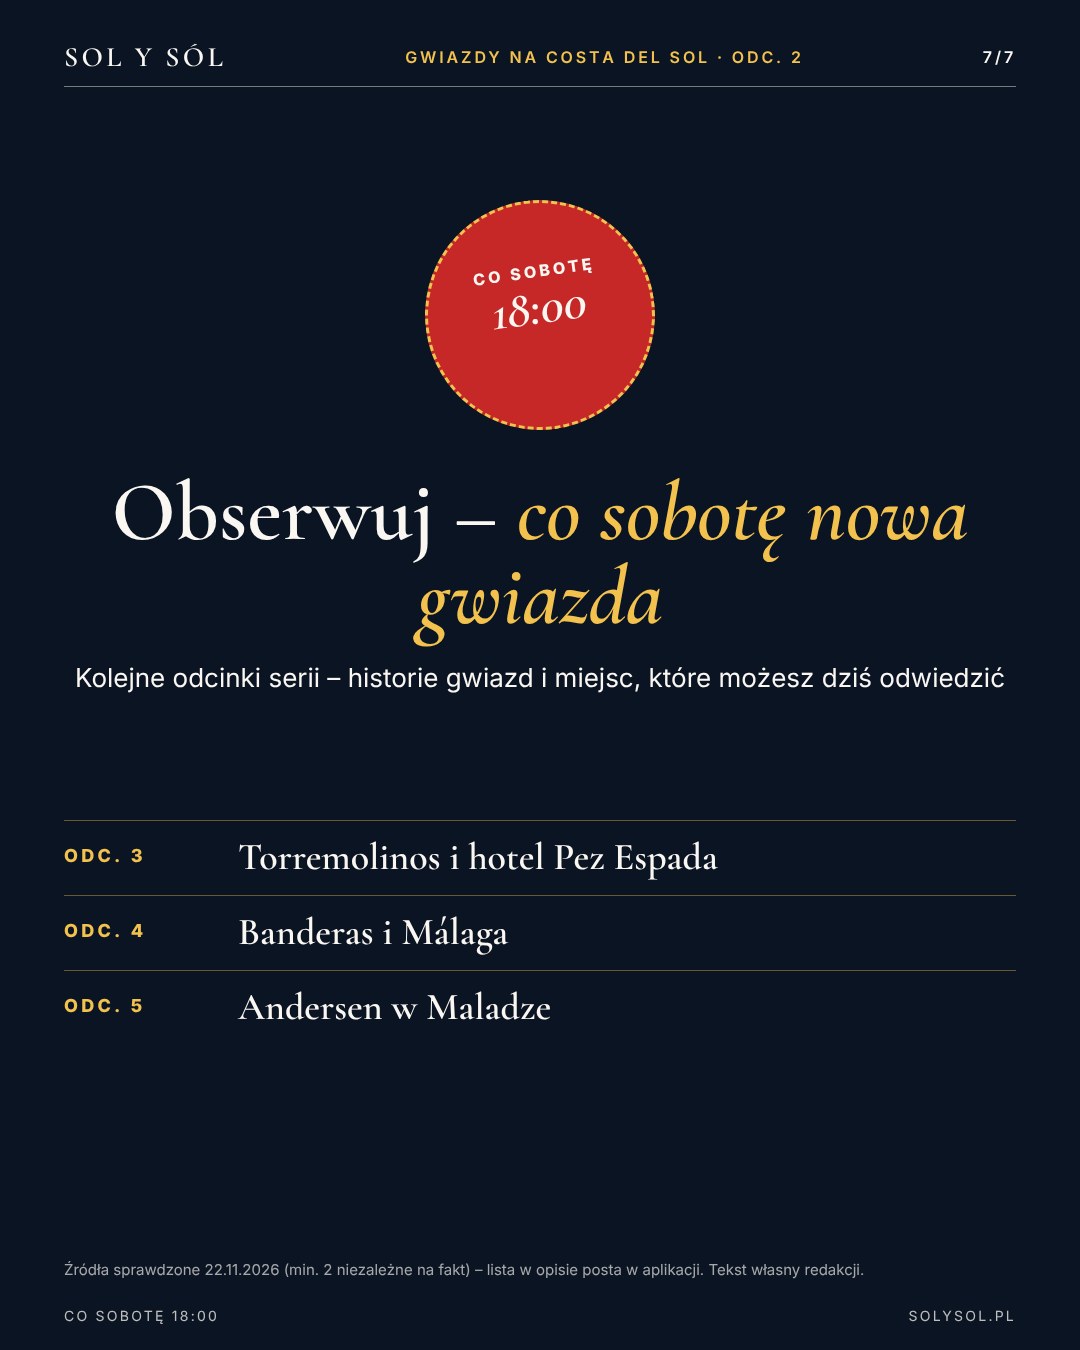 SOL Y SÓL
GWIAZDY NA COSTA DEL SOL · ODC. 2
7/7
CO SOBOTĘ
18:00
Obserwuj – co sobotę nowa
gwiazda
Kolejne odcinki serii – historie gwiazd i miejsc, które możesz dziś odwiedzić
ODC. 3 Torremolinos i hotel Pez Espada
ODC. 4 Banderas i Málaga
ODC. 5 Andersen w Maladze
Źródła sprawdzone 22.11.2026 (min. 2 niezależne na fakt) – lista w opisie posta w aplikacji. Tekst własny redakcji.
CO SOBOTĘ 18:00
SOLYSOL.PL